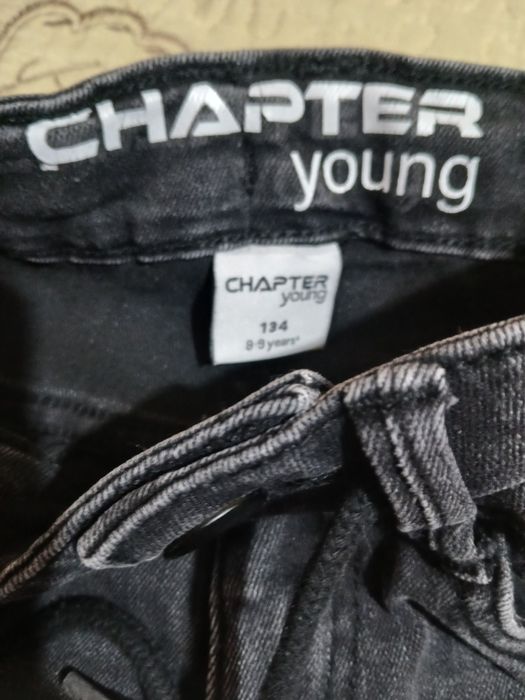 CHAPTER
young
CHAPTER
young
134
8-9 years*